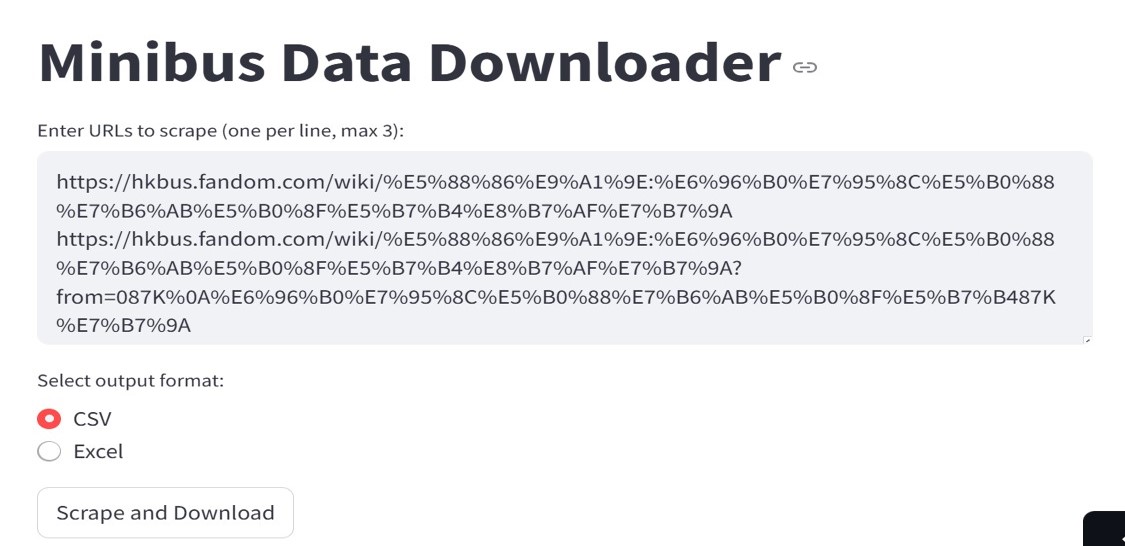 Minibus Data Downloader
Enter URLs to scrape (one per line, max 3):
https://hkbus.fandom.com/wiki/%E5%88%86%E9%A1%9E:%E6%96%B0%E7%95%8C%E5%B0%88
%E7%B6%AB%E5%B0%8F%E5%B7%B4%E8%B7%AF%E7%B7%9A
https://hkbus.fandom.com/wiki/%E5%88%86%E9%A1%9E:%E6%96%B0%E7%95%8C%E5%B0%88
%E7%B6%AB%E5%B0%8F%E5%B7%B4%E8%B7%AF%E7%B7%9A?
from=087K%0A%E6%96%B0%E7%95%8C%E5%B0%88%E7%B6%AB%E5%B0%8F%E5%B7%B487K
%E7%B7%9A
Select output format:
CSV
Excel
Scrape and Download